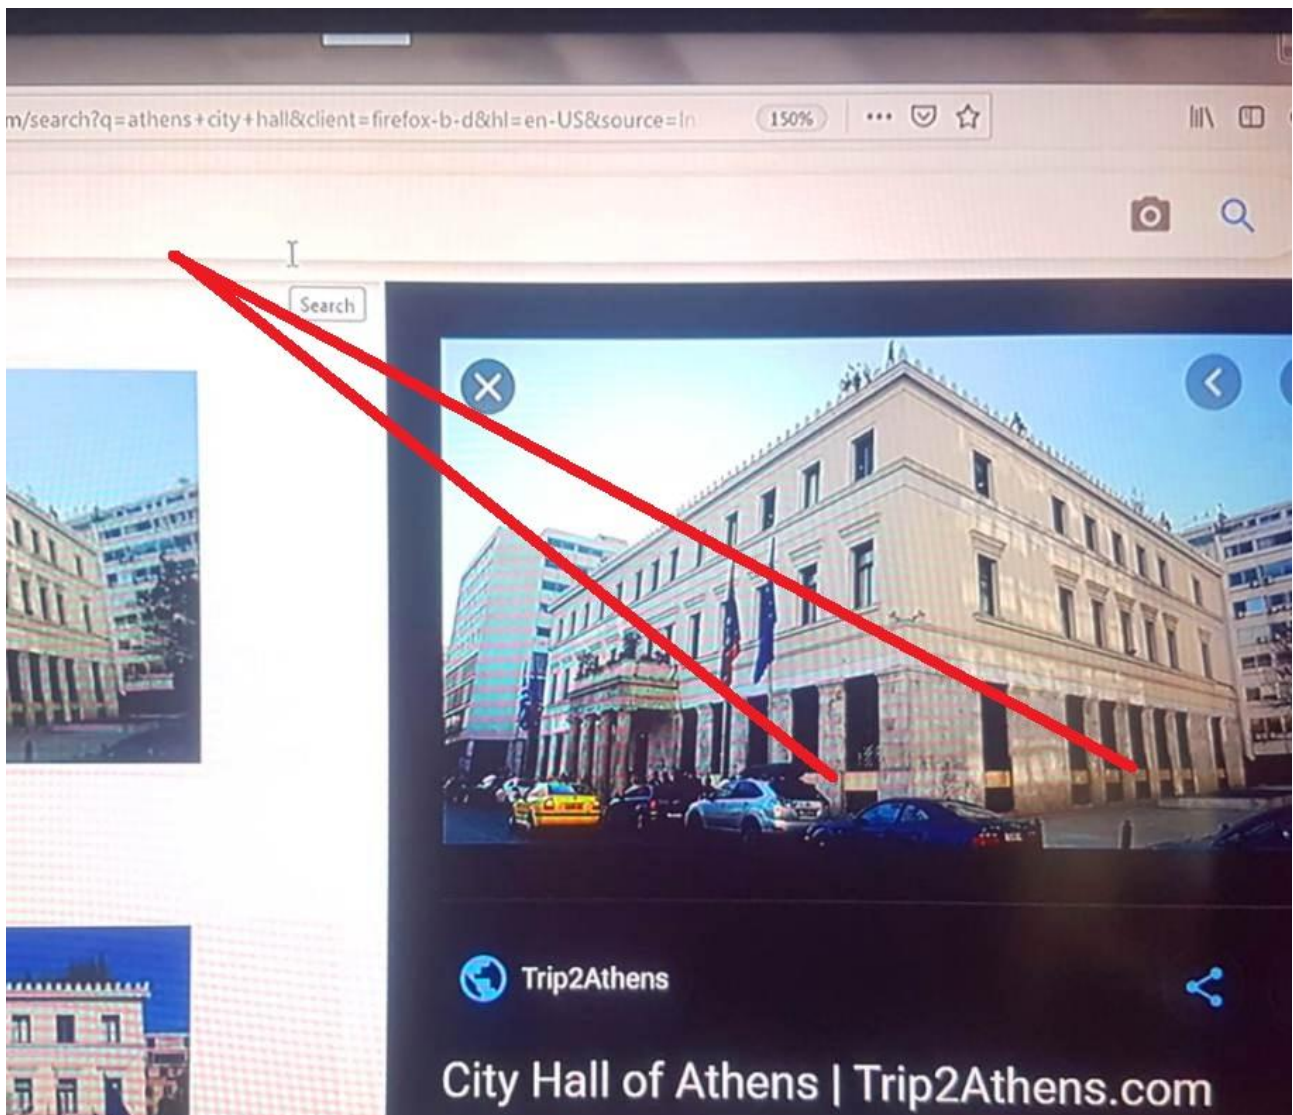 m/search?q=athens+city+hall&client=firefox-b-d&hl=en-US&source=ln
150%
Search
Trip2Athens
City Hall of Athens | Trip2Athens.com